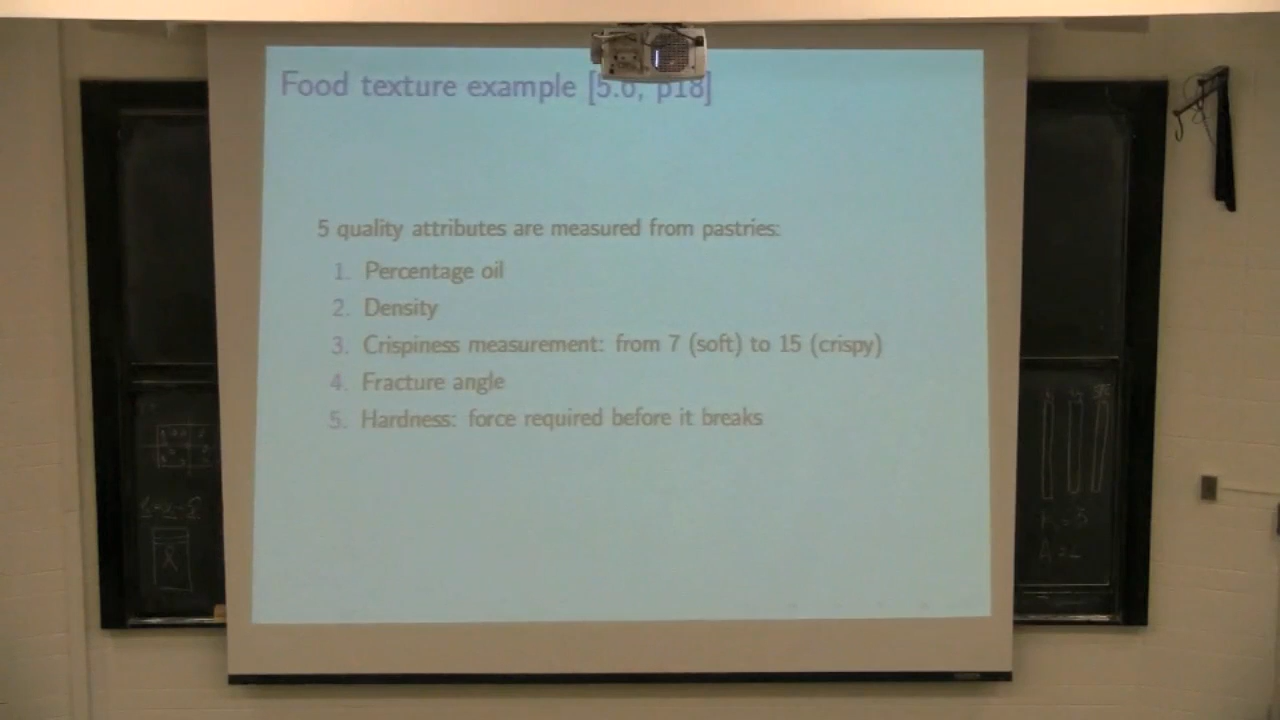 Food texture example [5.6, p18]
5 quality attributes are measured from pastries:
1. Percentage oil
2. Density
3. Crispiness measurement: from 7 (soft) to 15 (crispy)
4. Fracture angle
5. Hardness: force required before it breaks